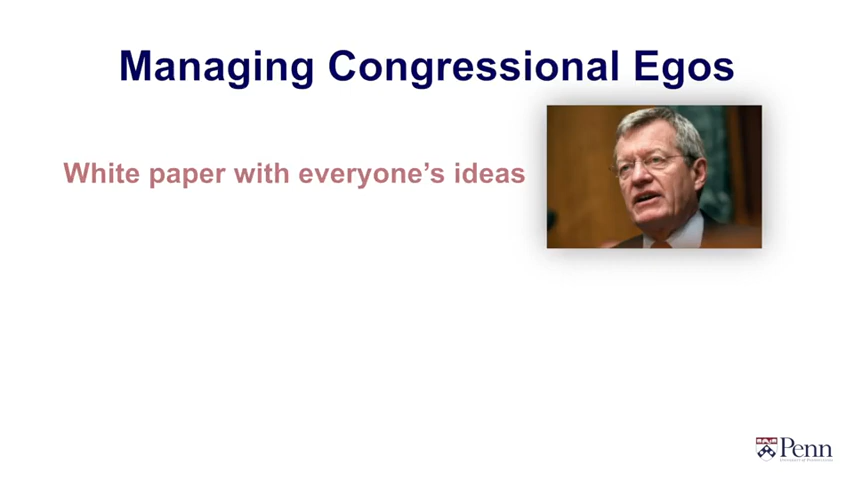 Managing Congressional Egos
White paper with everyone’s ideas
Penn